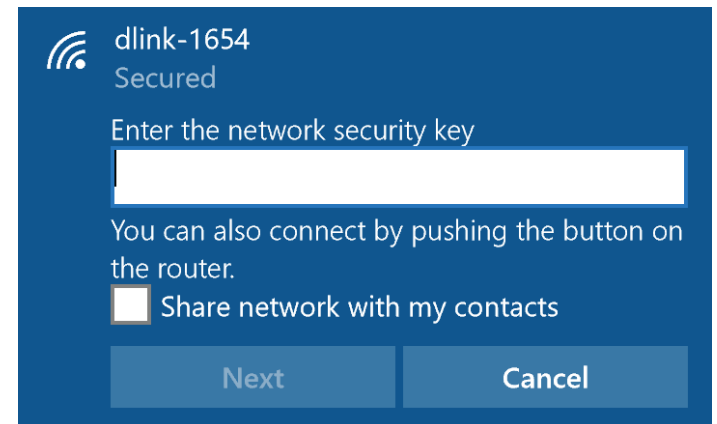 dlink-1654
Secured
Enter the network security key
You can also connect by pushing the button on
the router.
Share network with my contacts
Next
Cancel